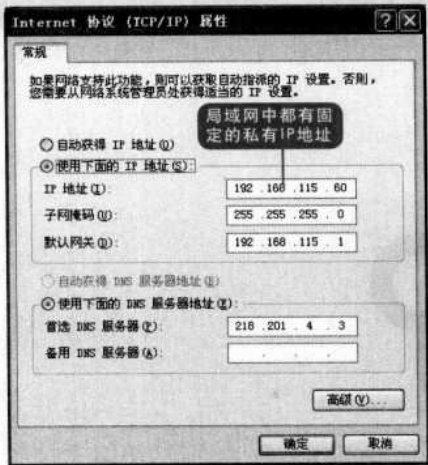 Internet 协议 (TCP/IP) 属性
常规
如果网络支持此功能，则可以获取自动指派的 IP 设置。否则，
您需要从网络系统管理员处获得适当的 IP 设置。
局域网中都有固
定的私有IP地址
自动获得 IP 地址(O)
使用下面的 IP 地址(S):
IP 地址(I): 192 .168 .115 .60
子网掩码(U): 255 .255 .255 .0
默认网关(D): 192 .168 .115 .1
自动获得 DNS 服务器地址(B)
使用下面的 DNS 服务器地址(E):
首选 DNS 服务器(P): 218 .201 .4 .3
备用 DNS 服务器(A): . . .
高级(V)...
确定 取消